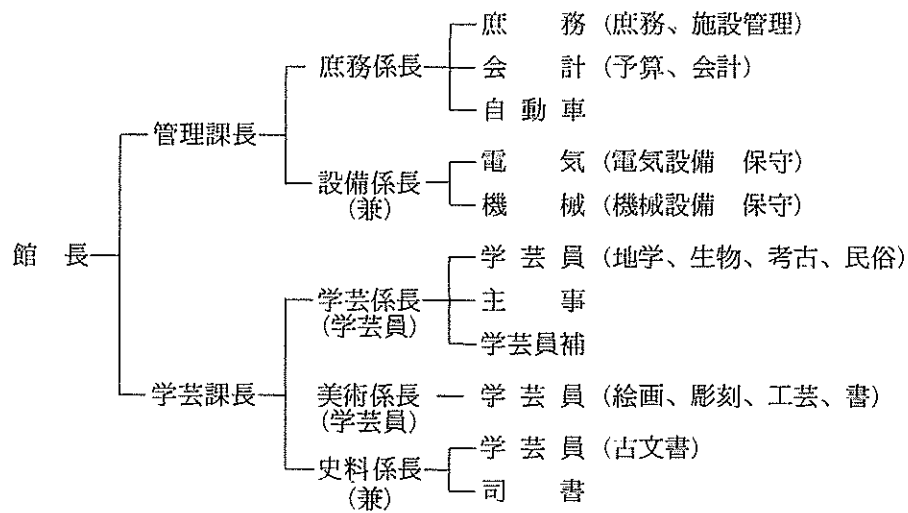 庶務 (庶務、施設管理)
庶務係長
会計 (予算、会計)
自動車
管理課長
電気 (電気設備 保守)
設備係長
(兼)
機械 (機械設備 保守)
館長
学芸員 (地学、生物、考古、民俗)
学芸係長
(学芸員)
主事
学芸員補
学芸課長
美術係長
(学芸員)
学芸員 (絵画、彫刻、工芸、書)
学芸員 (古文書)
史料係長
(兼)
司書